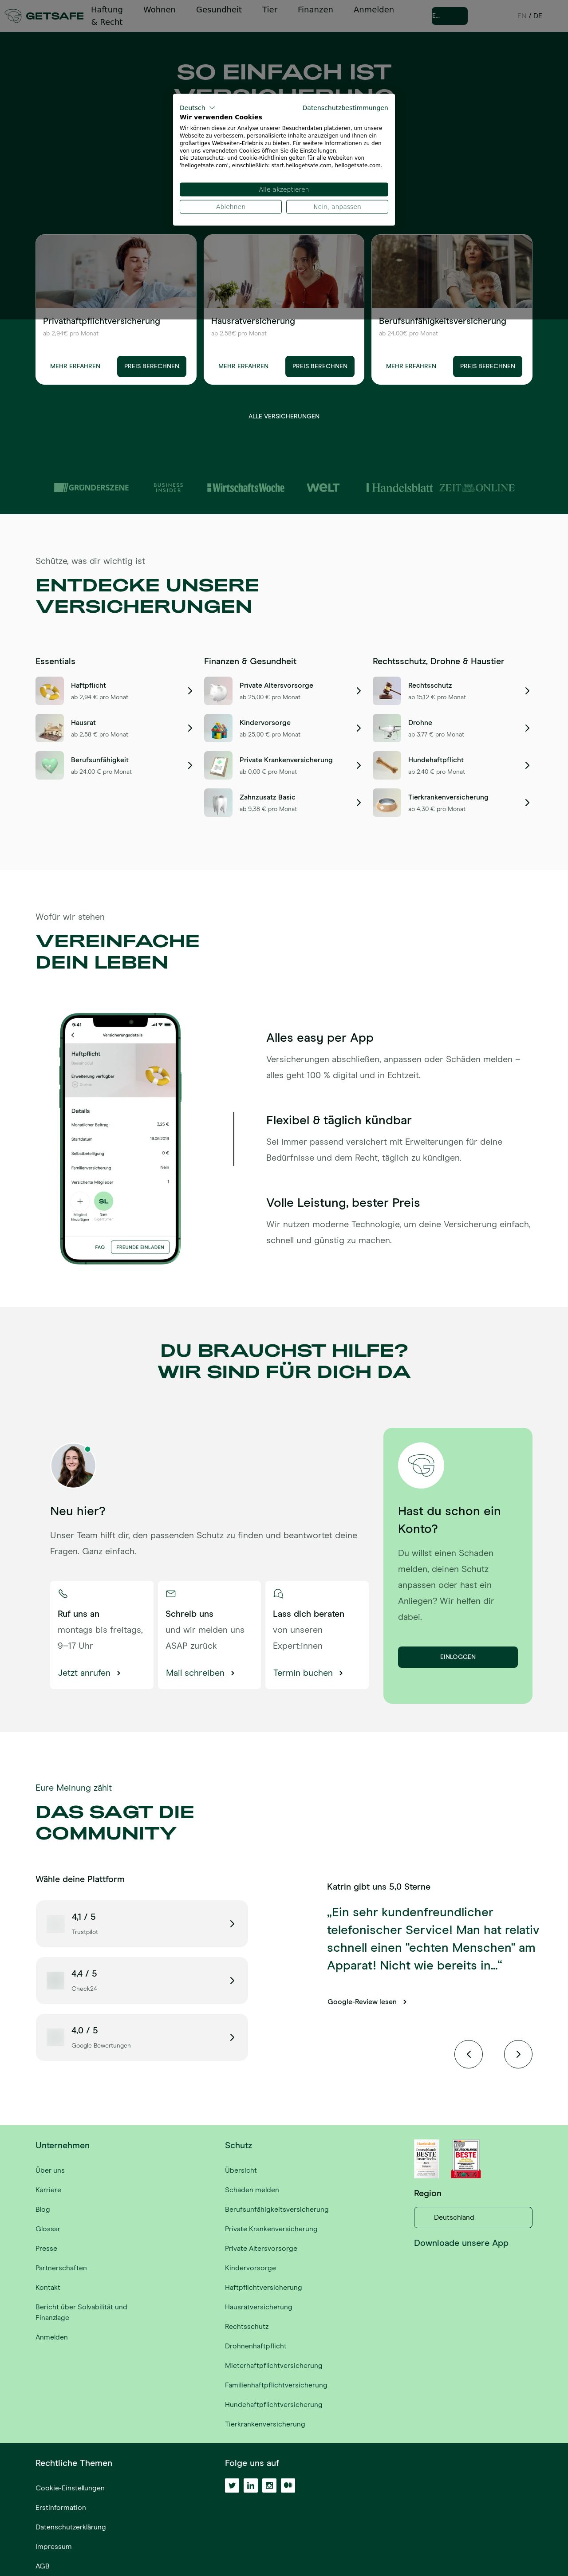 GETSAFE
Haftung
& Recht
Wohnen
Gesundheit
Tier
Finanzen
Anmelden
E...
EN / DE
SO EINFACH IST
VERSICHERUNG
Deutsch
Datenschutzbestimmungen
Wir verwenden Cookies
Wir können diese zur Analyse unserer Besucherdaten platzieren, um unsere
Webseite zu verbessern, personalisierte Inhalte anzuzeigen und Ihnen ein
großartiges Webseiten-Erlebnis zu bieten. Für weitere Informationen zu den
von uns verwendeten Cookies öffnen Sie die Einstellungen.
Die Datenschutz- und Cookie-Richtlinien gelten für alle Webseiten von
'hellogetsafe.com', einschließlich: start.hellogetsafe.com, hellogetsafe.com.
Alle akzeptieren
Ablehnen
Nein, anpassen
Privathaftpflichtversicherung
ab 2,94€ pro Monat
MEHR ERFAHREN
PREIS BERECHNEN
Hausratversicherung
ab 2,58€ pro Monat
MEHR ERFAHREN
PREIS BERECHNEN
Berufsunfähigkeitsversicherung
ab 24,00€ pro Monat
MEHR ERFAHREN
PREIS BERECHNEN
ALLE VERSICHERUNGEN
GRÜNDERSZENE
BUSINESS
INSIDER
WirtschaftsWoche
WELT
Handelsblatt
ZEIT ONLINE
Schütze, was dir wichtig ist
ENTDECKE UNSERE
VERSICHERUNGEN
Essentials
Haftpflicht
ab 2,94 € pro Monat
Hausrat
ab 2,58 € pro Monat
Berufsunfähigkeit
ab 24,00 € pro Monat
Finanzen & Gesundheit
Private Altersvorsorge
ab 25,00 € pro Monat
Kindervorsorge
ab 25,00 € pro Monat
Private Krankenversicherung
ab 0,00 € pro Monat
Zahnzusatz Basic
ab 9,38 € pro Monat
Rechtsschutz, Drohne & Haustier
Rechtsschutz
ab 15,12 € pro Monat
Drohne
ab 3,77 € pro Monat
Hundehaftpflicht
ab 2,40 € pro Monat
Tierkrankenversicherung
ab 4,30 € pro Monat
Wofür wir stehen
VEREINFACHE
DEIN LEBEN
9:41
Versicherungsdetails
Haftpflicht
Erweiterung verfügbar
Drohne
Details
Monatlicher Beitrag
3,25 €
Startdatum
19.06.2019
Selbstbeteiligung
0 €
Familienversicherung
Nein
Versicherte Mitglieder
1
SL
Mitglied
hinzufügen
Sam
Eigentümer
FAQ
FREUNDE EINLADEN
Alles easy per App
Versicherungen abschließen, anpassen oder Schäden melden –
alles geht 100 % digital und in Echtzeit.
Flexibel & täglich kündbar
Sei immer passend versichert mit Erweiterungen für deine
Bedürfnisse und dem Recht, täglich zu kündigen.
Volle Leistung, bester Preis
Wir nutzen moderne Technologie, um deine Versicherung einfach,
schnell und günstig zu machen.
DU BRAUCHST HILFE?
WIR SIND FÜR DICH DA
Neu hier?
Unser Team hilft dir, den passenden Schutz zu finden und beantwortet deine
Fragen. Ganz einfach.
Ruf uns an
montags bis freitags,
9–17 Uhr
Jetzt anrufen
Schreib uns
und wir melden uns
ASAP zurück
Mail schreiben
Lass dich beraten
von unseren
Expert:innen
Termin buchen
Hast du schon ein
Konto?
Du willst einen Schaden
melden, deinen Schutz
anpassen oder hast ein
Anliegen? Wir helfen dir
dabei.
EINLOGGEN
Eure Meinung zählt
DAS SAGT DIE
COMMUNITY
Wähle deine Plattform
4,1 / 5
Trustpilot
4,4 / 5
Check24
4,0 / 5
Google Bewertungen
Katrin gibt uns 5,0 Sterne
„Ein sehr kundenfreundlicher
telefonischer Service! Man hat relativ
schnell einen "echten Menschen" am
Apparat! Nicht wie bereits in...“
Google-Review lesen
Unternehmen
Über uns
Karriere
Blog
Glossar
Presse
Partnerschaften
Kontakt
Bericht über Solvabilität und
Finanzlage
Anmelden
Schutz
Übersicht
Schaden melden
Berufsunfähigkeitsversicherung
Private Krankenversicherung
Private Altersvorsorge
Kindervorsorge
Haftpflichtversicherung
Hausratversicherung
Rechtsschutz
Drohnenhaftpflicht
Mieterhaftpflichtversicherung
Familienhaftpflichtversicherung
Hundehaftpflichtversicherung
Tierkrankenversicherung
BESTE
BESTE
Region
Deutschland
Downloade unsere App
Rechtliche Themen
Cookie-Einstellungen
Erstinformation
Datenschutzerklärung
Impressum
AGB
Folge uns auf